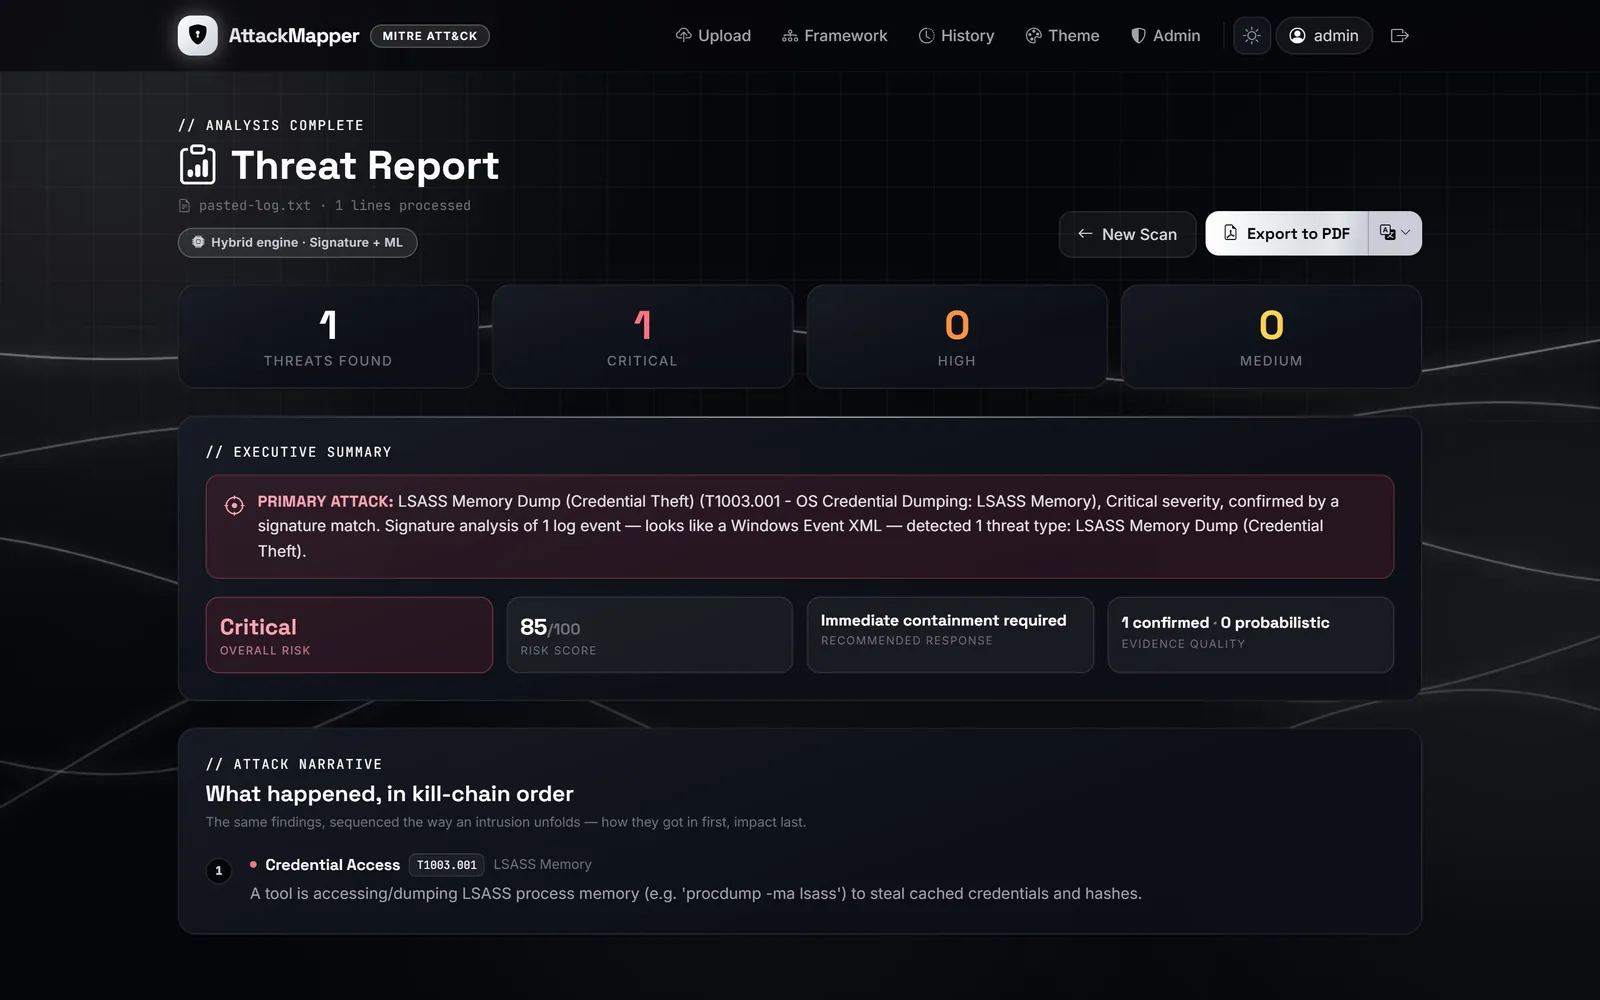 AttackMapper MITRE ATT&CK Upload Framework History Theme Admin admin
// ANALYSIS COMPLETE
Threat Report
pasted-log.txt · 1 lines processed
Hybrid engine · Signature + ML
New Scan Export to PDF
1 1 0 0
THREATS FOUND CRITICAL HIGH MEDIUM
// EXECUTIVE SUMMARY
PRIMARY ATTACK: LSASS Memory Dump (Credential Theft) (T1003.001 - OS Credential Dumping: LSASS Memory), Critical severity, confirmed by a
signature match. Signature analysis of 1 log event — looks like a Windows Event XML — detected 1 threat type: LSASS Memory Dump (Credential
Theft).
Critical
OVERALL RISK
85/100
RISK SCORE
Immediate containment required
RECOMMENDED RESPONSE
1 confirmed · 0 probabilistic
EVIDENCE QUALITY
// ATTACK NARRATIVE
What happened, in kill-chain order
The same findings, sequenced the way an intrusion unfolds — how they got in first, impact last.
1 Credential Access T1003.001 LSASS Memory
A tool is accessing/dumping LSASS process memory (e.g. 'procdump -ma lsass') to steal cached credentials and hashes.